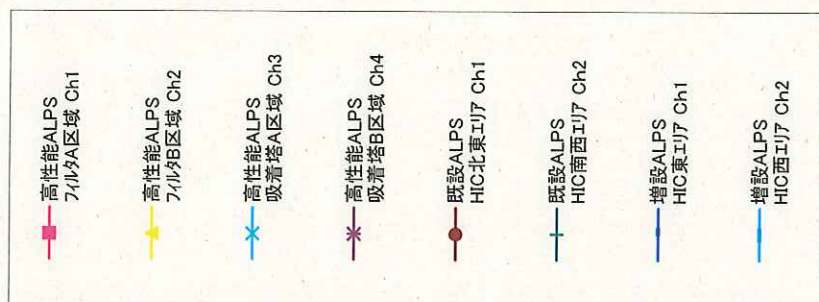 高性能ALPS
フィルタA区域 Ch1
高性能ALPS
フィルタB区域 Ch2
高性能ALPS
吸着塔A区域 Ch3
高性能ALPS
吸着塔B区域 Ch4
既設ALPS
HIC北東エリア Ch1
既設ALPS
HIC南西エリア Ch2
増設ALPS
HIC東エリア Ch1
増設ALPS
HIC西エリア Ch2